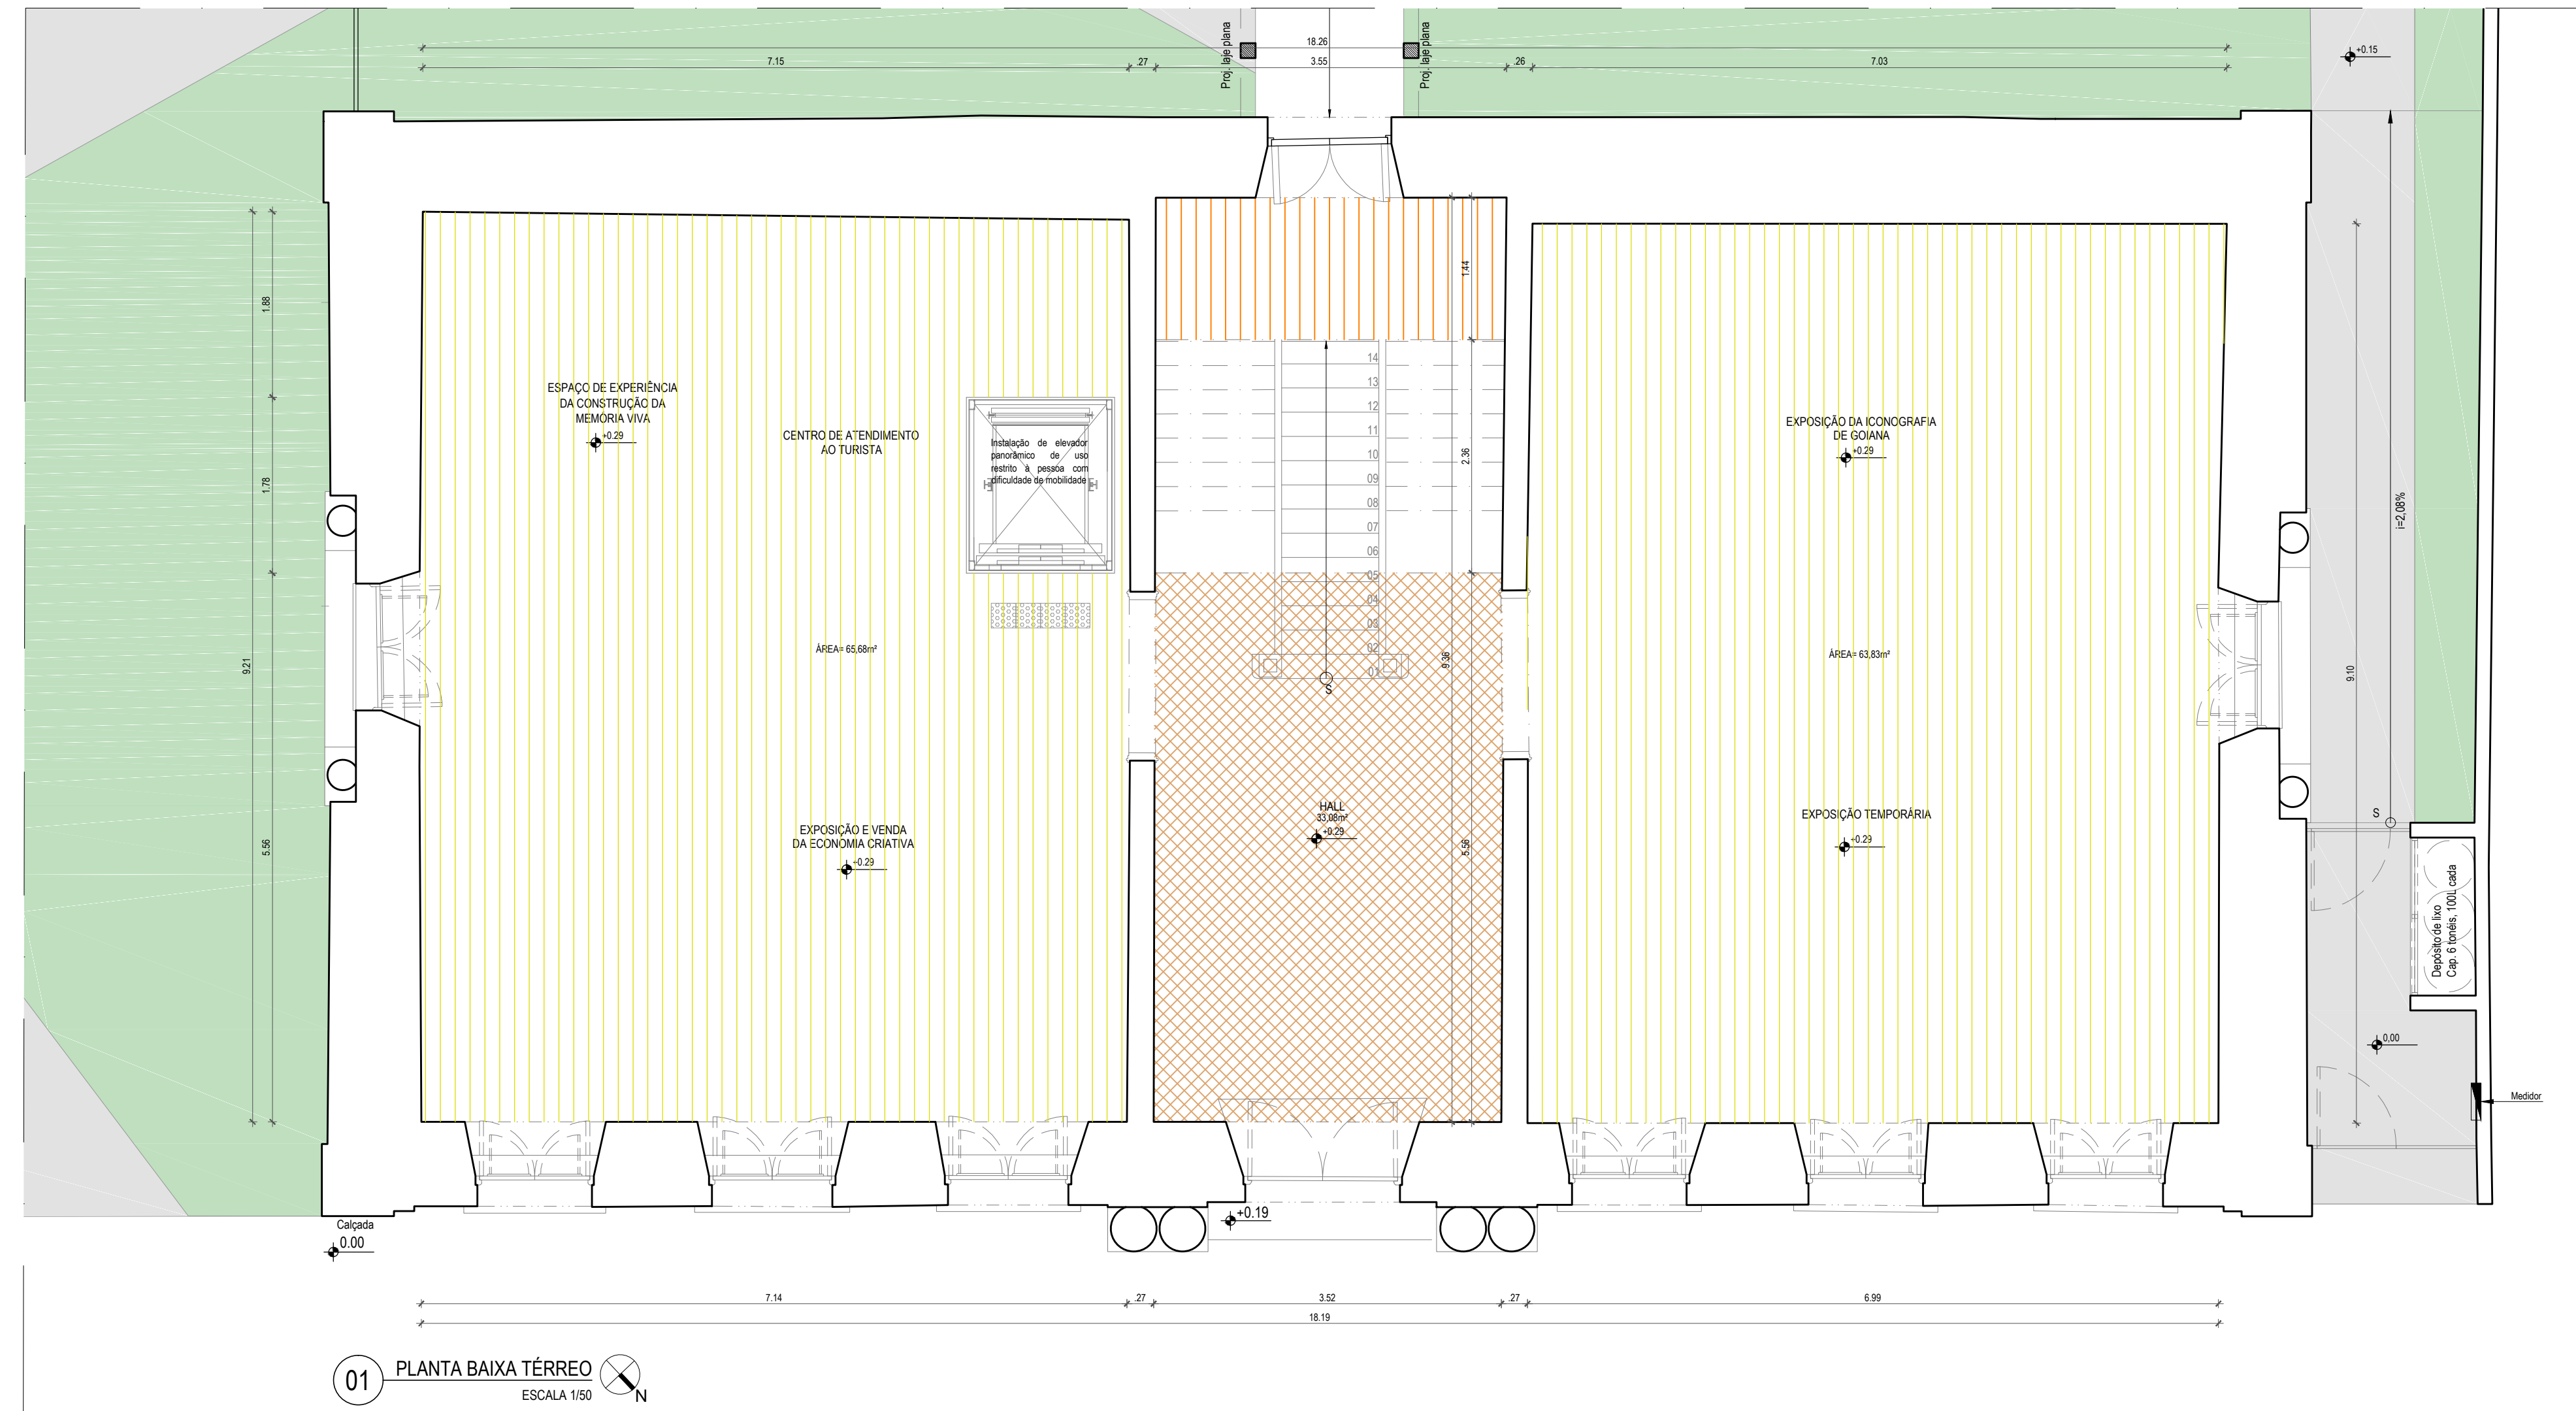 Proj. laje plana
Proj. laje plana
18.26
7.15
.27
3.55
.26
7.03
+0.15
1.44
1.88
ESPAÇO DE EXPERIÊNCIA
DA CONSTRUÇÃO DA
MEMÓRIA VIVA
+0.29
CENTRO DE ATENDIMENTO
AO TURISTA
Instalação de elevador
panorâmico de uso
restrito à pessoa com
dificuldade de mobilidade
14
13
12
11
10
09
08
07
06
05
04
03
02
01
S
2.36
EXPOSIÇÃO DA ICONOGRAFIA
DE GOIANA
+0.29
i=2,08%
1.78
9.21
ÁREA= 65,68m²
9.36
ÁREA= 63,83m²
9.10
5.56
EXPOSIÇÃO E VENDA
DA ECONOMIA CRIATIVA
+0.29
HALL
33,08m²
+0.29
5.56
EXPOSIÇÃO TEMPORÁRIA
+0.29
S
Depósito de lixo
Cap. 6 tonéis, 100L cada
0,00
Medidor
Calçada
0.00
+0.19
7.14
.27
3.52
.27
6.99
18.19
01
PLANTA BAIXA TÉRREO
ESCALA 1/50
N